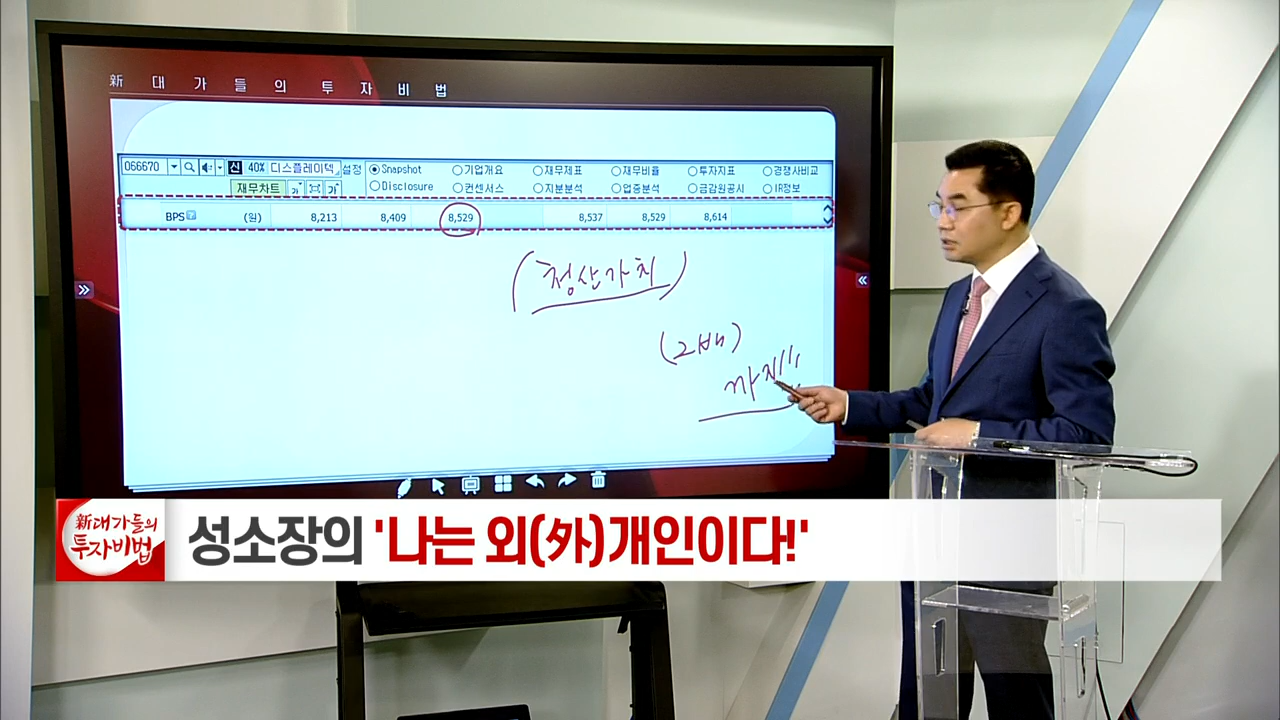 新 대 가 들 의 투 자 비 법
066670 신 40% 디스플레이텍 설정 Snapshot 기업개요 재무제표 재무비율 투자지표 경쟁사비교
재무차트 가 가 Disclosure 컨센서스 지분분석 업종분석 금감원공시 IR정보
BPS (원) 8,213 8,409 8,529 8,537 8,529 8,614
(청산가치)
(2배)
까지!!!
新대가들의
투자비법
성소장의 '나는 외(外)개인이다!'